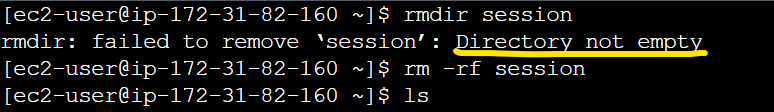 [ec2-user@ip-172-31-82-160 ~]$ rmdir session
rmdir: failed to remove ‘session’: Directory not empty
[ec2-user@ip-172-31-82-160 ~]$ rm -rf session
[ec2-user@ip-172-31-82-160 ~]$ ls